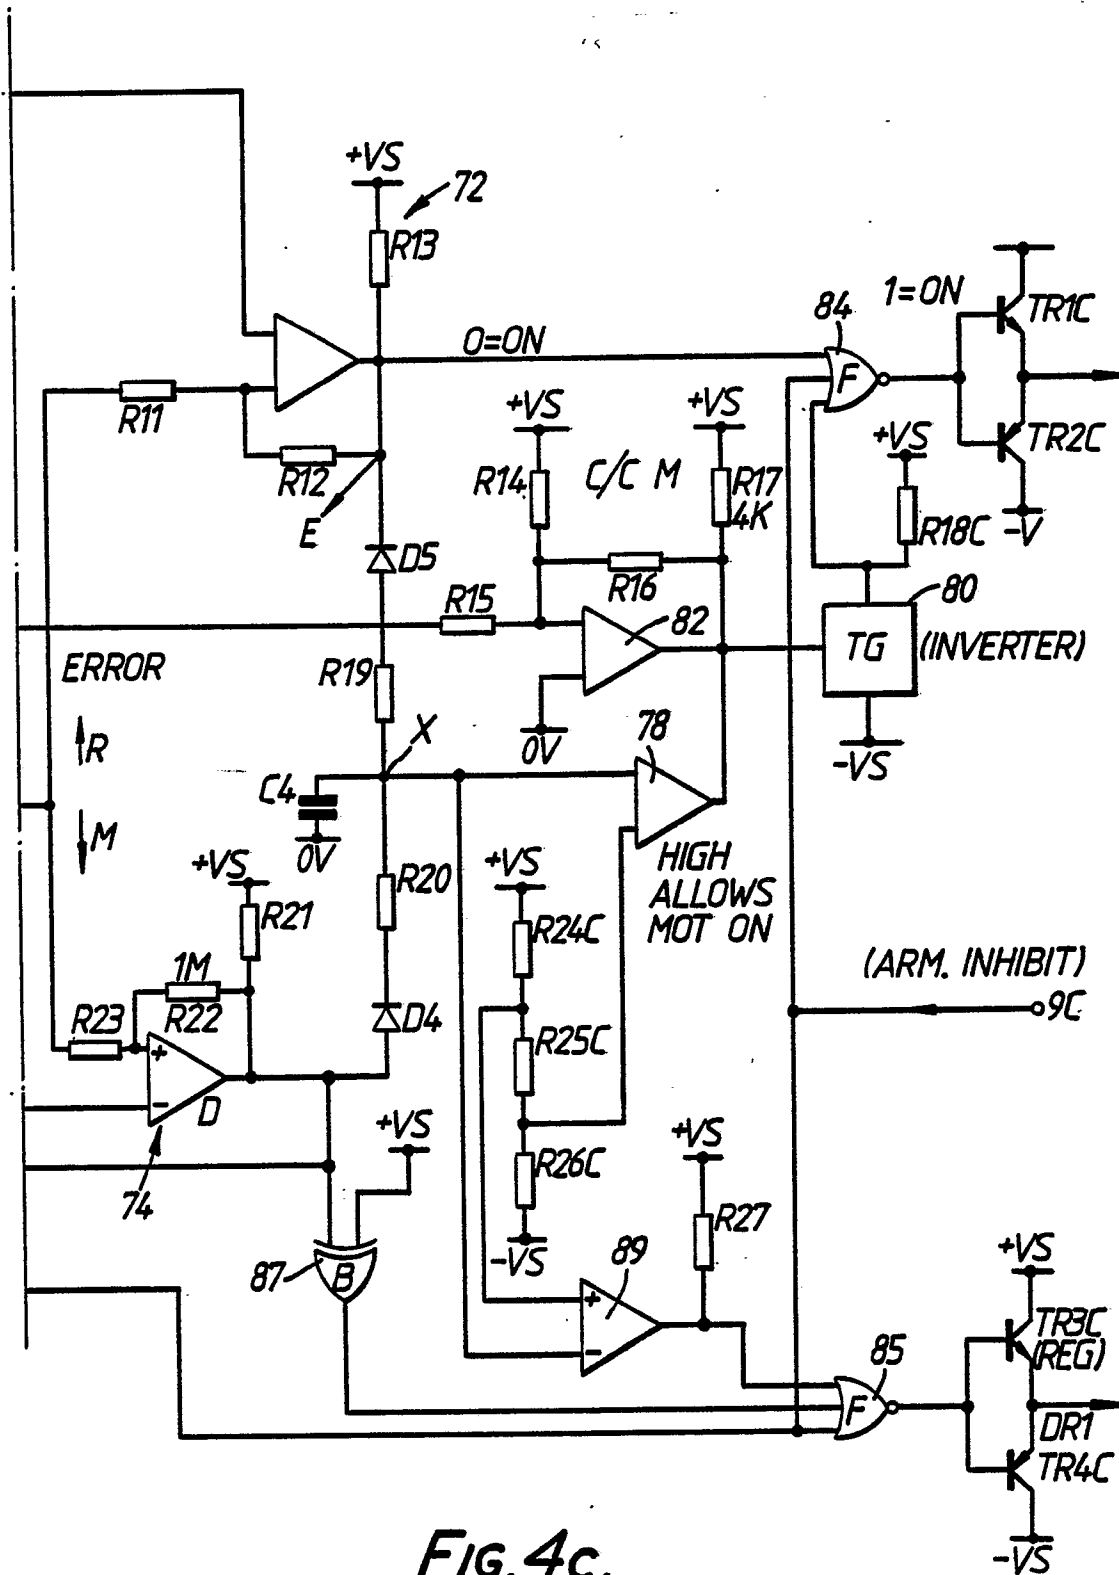 +VS
72
R13
1=ON
84
TR1C
O=ON
F
R11
+VS
+VS
+VS
TR2C
R12
R14
C/C M
R17
4K
E
R18C
-V
D5
R16
80
R15
82
TG
(INVERTER)
ERROR
R19
X
78
0V
-VS
R
C4
M
0V
HIGH
ALLOWS
MOT ON
+VS
+VS
R20
R21
R24C
(ARM. INHIBIT)
1M
9C
R23
R22
D4
R25C
+
-
D
+VS
+VS
74
R26C
R27
-VS
89
87
B
+
-
+VS
TR3C
(REG)
85
F
DR1
TR4C
-VS
FIG. 4c.